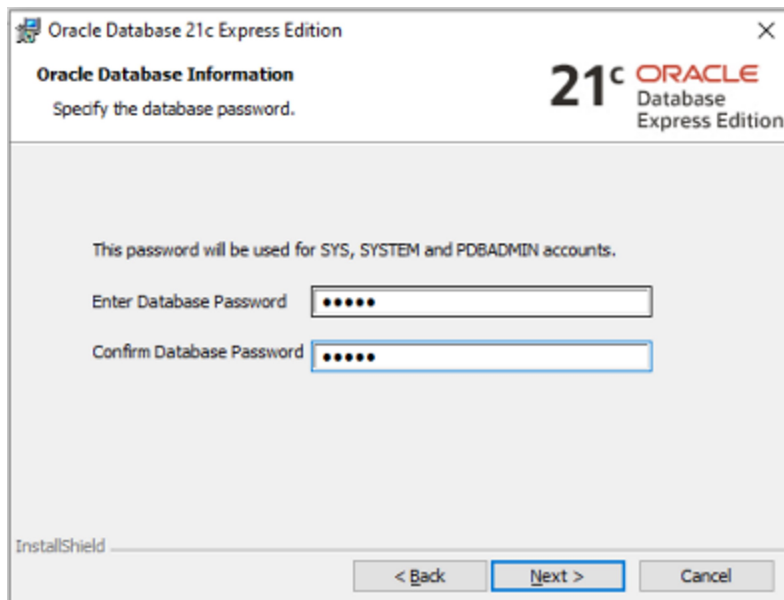 Oracle Database 21c Express Edition
Oracle Database Information
Specify the database password.
21c ORACLE
Database
Express Edition
This password will be used for SYS, SYSTEM and PDBADMIN accounts.
Enter Database Password •••••
Confirm Database Password •••••
InstallShield
< Back Next > Cancel